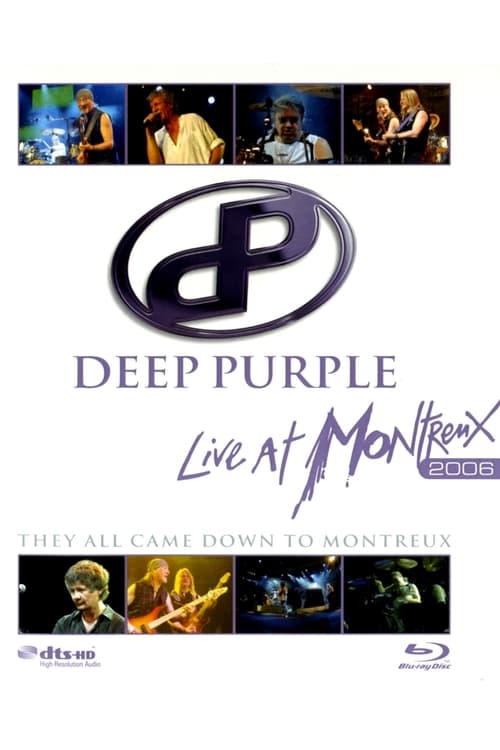 DEEP PURPLE
Live At Montreux
2006
THEY ALL CAME DOWN TO MONTREUX
dts-HD
High Resolution Audio
Blu-ray Disc